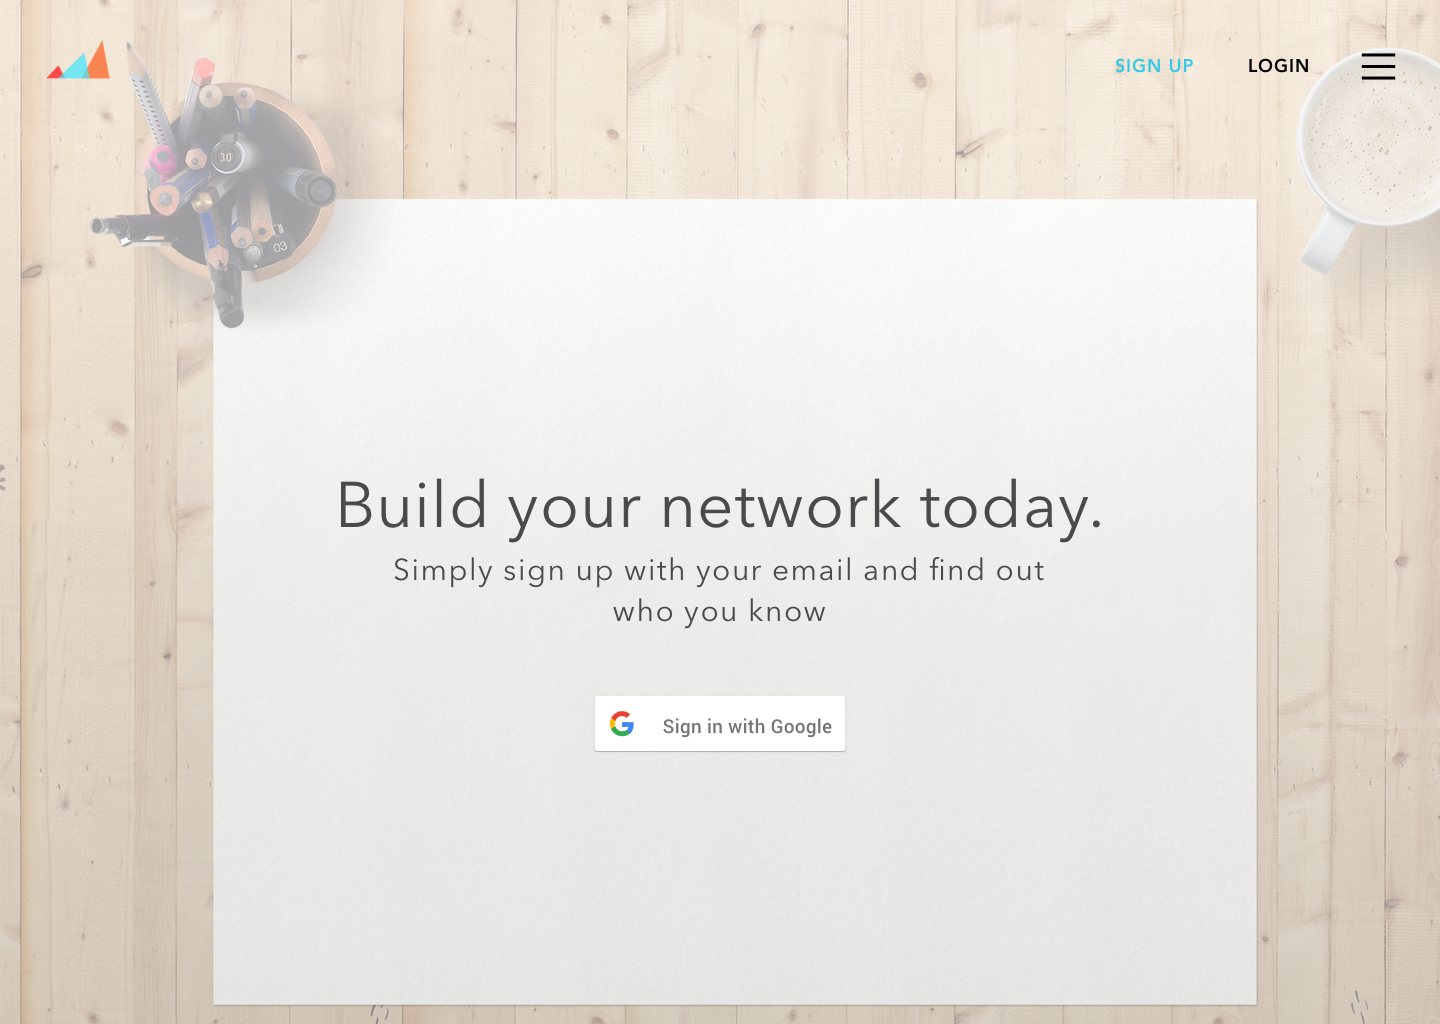 SIGN UP LOGIN
30
03
Build your network today.
Simply sign up with your email and find out
who you know
Sign in with Google